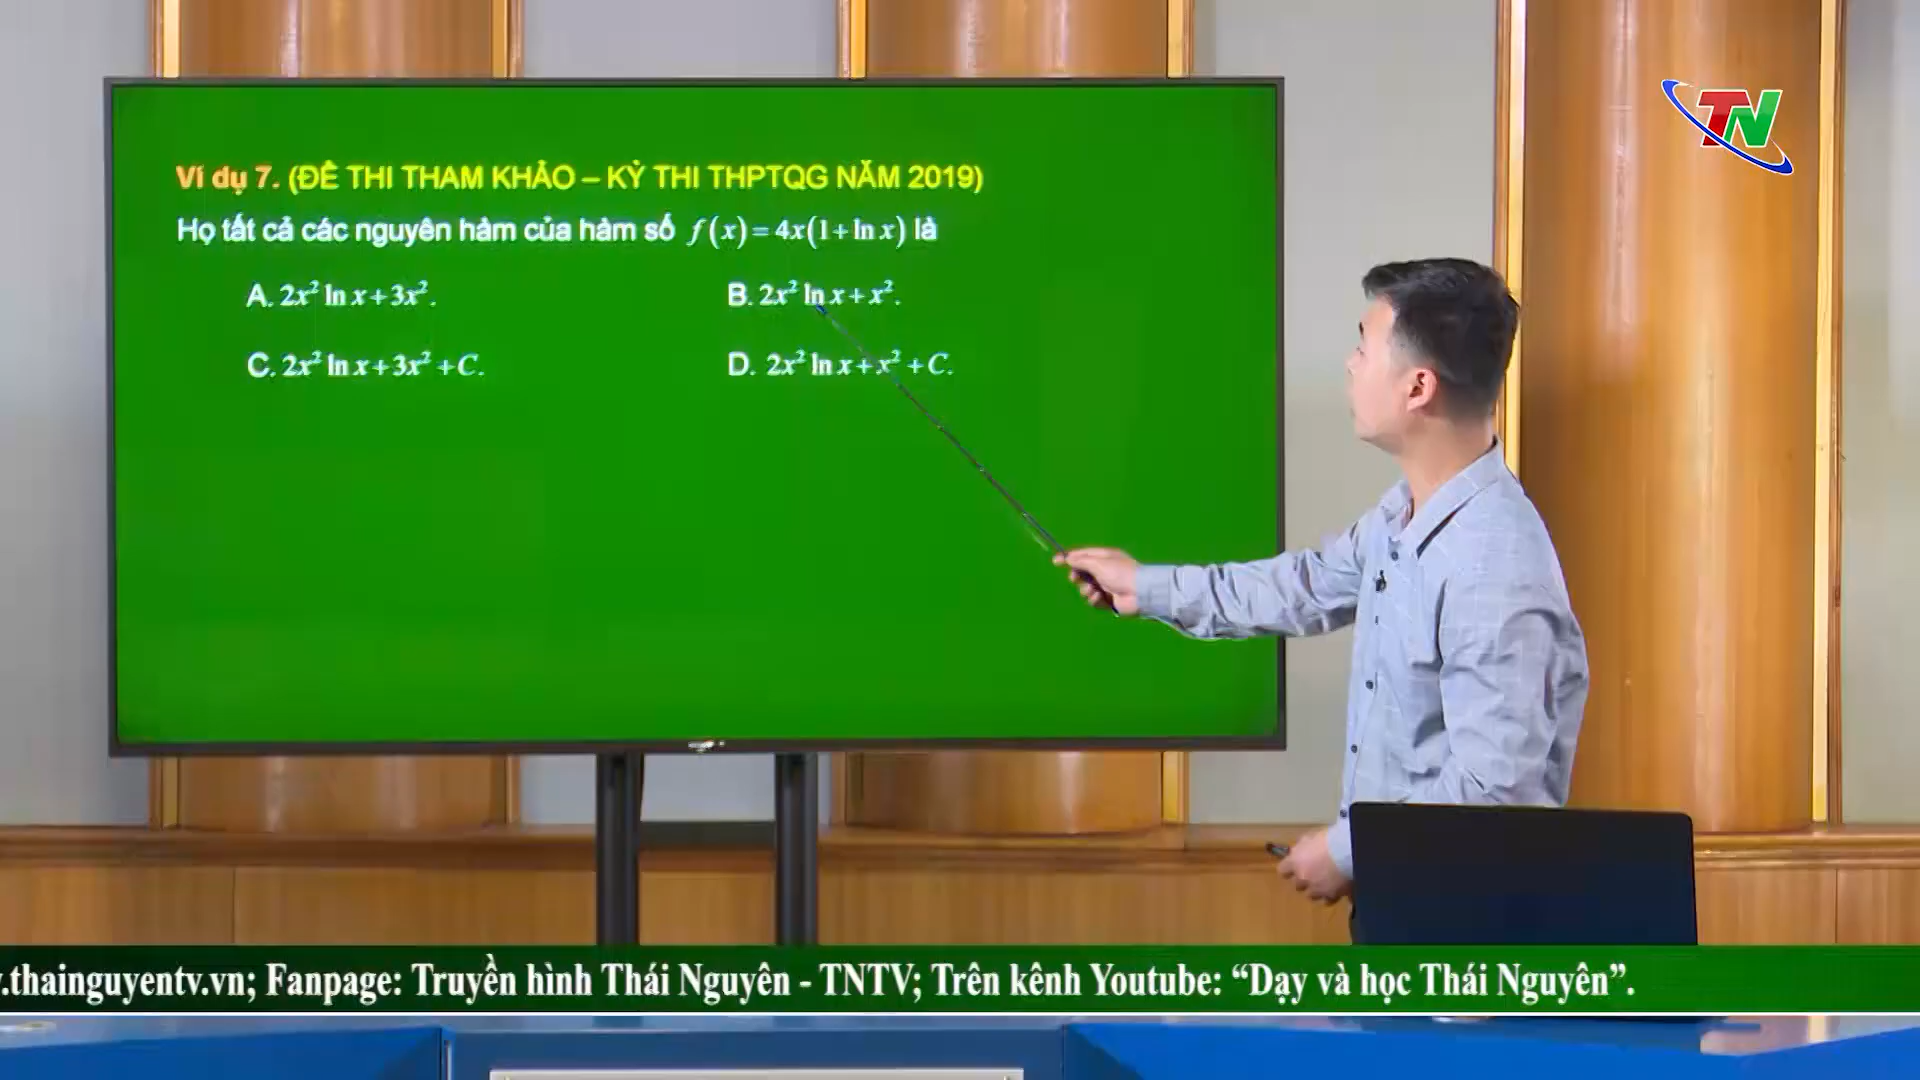 TN
Ví dụ 7. (ĐỀ THI THAM KHẢO – KỲ THI THPTQG NĂM 2019)
Họ tất cả các nguyên hàm của hàm số f(x)=4x(1+ln x) là
A. 2x² ln x+3x².
B. 2x² ln x+x².
C. 2x² ln x+3x²+C.
D. 2x² ln x+x²+C.
.thainguyentv.vn; Fanpage: Truyền hình Thái Nguyên - TNTV; Trên kênh Youtube: “Dạy và học Thái Nguyên”.